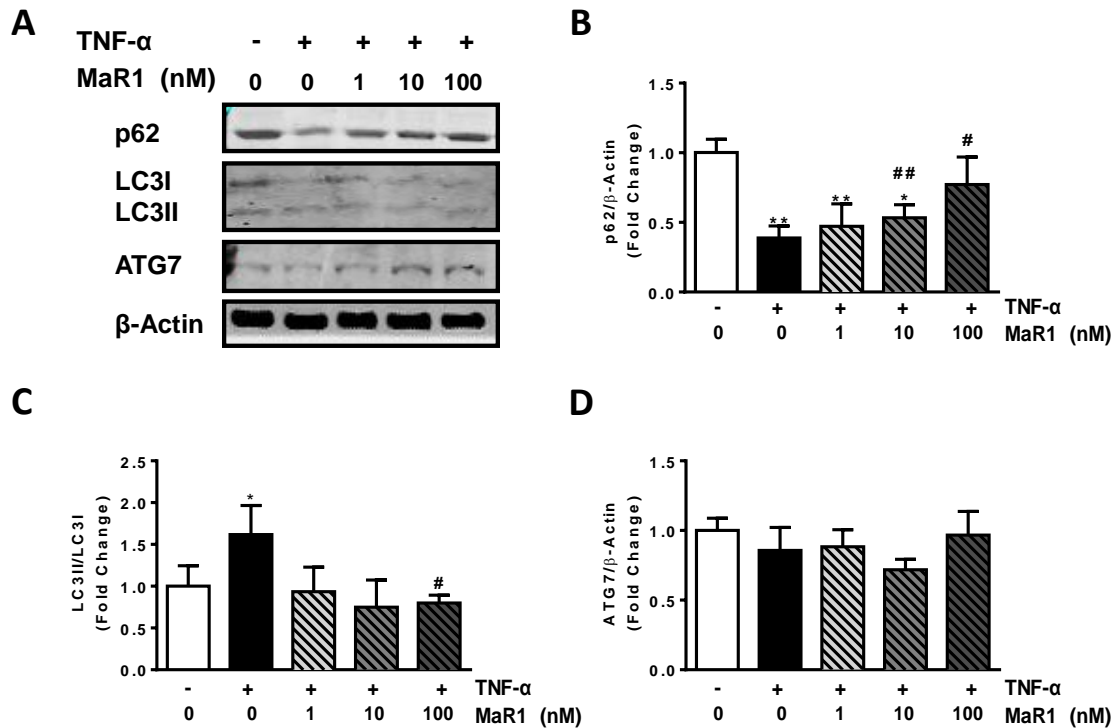 A
TNF-α - + + + +
MaR1 (nM) 0 0 1 10 100
p62
LC3I
LC3II
ATG7
β-Actin
B
p62/β-Actin
(Fold Change)
1.5
1.0
0.5
0.0
** ** ## * #
- + + + + TNF-α
0 0 1 10 100 MaR1 (nM)
C
LC3II/LC3I
(Fold Change)
2.5
2.0
1.5
1.0
0.5
0.0
* #
- + + + + TNF-α
0 0 1 10 100 MaR1 (nM)
D
ATG7/β-Actin
(Fold Change)
1.5
1.0
0.5
0.0
- + + + + TNF-α
0 0 1 10 100 MaR1 (nM)